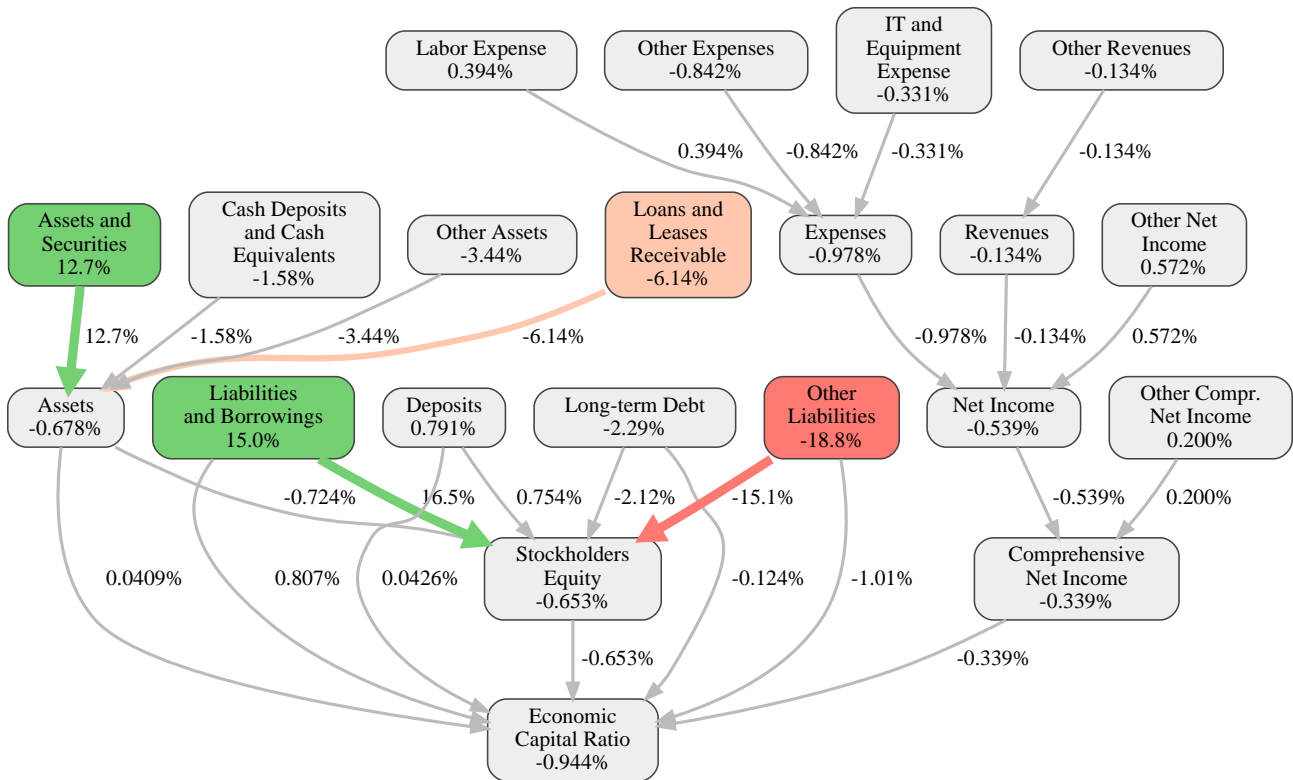 Labor Expense
0.394%
Other Expenses
-0.842%
IT and
Equipment
Expense
-0.331%
Other Revenues
-0.134%
0.394%
-0.842%
-0.331%
-0.134%
Assets and
Securities
12.7%
Cash Deposits
and Cash
Equivalents
-1.58%
Other Assets
-3.44%
Loans and
Leases
Receivable
-6.14%
Expenses
-0.978%
Revenues
-0.134%
Other Net
Income
0.572%
12.7%
-1.58%
-3.44%
-6.14%
-0.978%
-0.134%
0.572%
Assets
-0.678%
Liabilities
and Borrowings
15.0%
Deposits
0.791%
Long-term Debt
-2.29%
Other
Liabilities
-18.8%
Net Income
-0.539%
Other Compr.
Net Income
0.200%
-0.724%
16.5%
0.754%
-2.12%
-15.1%
-0.539%
0.200%
0.0409%
0.807%
0.0426%
Stockholders
Equity
-0.653%
-0.124%
-1.01%
Comprehensive
Net Income
-0.339%
-0.653%
-0.339%
Economic
Capital Ratio
-0.944%